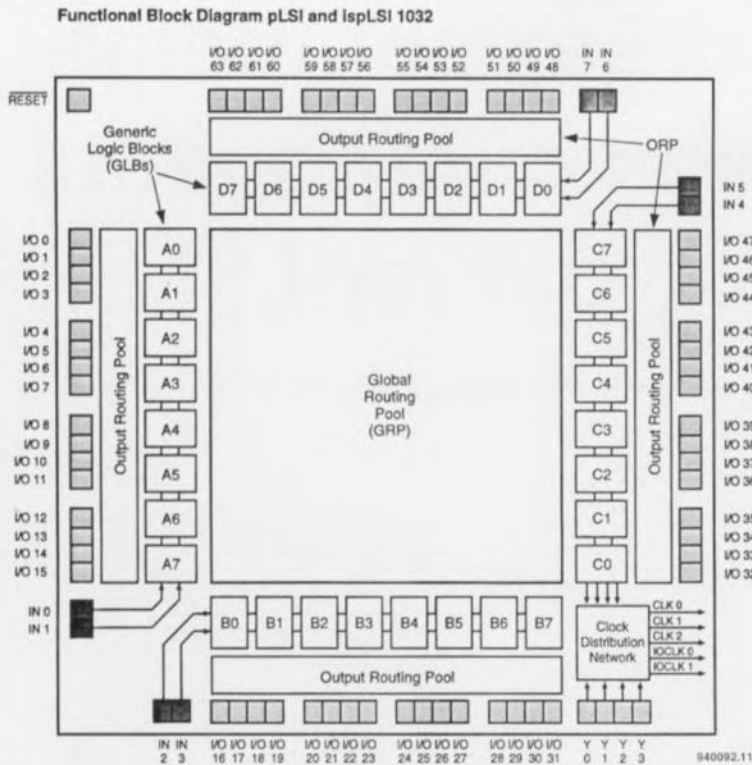 Functional Block Diagram pLSI and ispLSI 1032
I/O I/O I/O I/O
63 62 61 60
I/O I/O I/O I/O
59 58 57 56
I/O I/O I/O I/O
55 54 53 52
I/O I/O I/O I/O
51 50 49 48
IN IN
7 6
RESET
Generic
Logic Blocks
(GLBs)
Output Routing Pool
ORP
D7 D6 D5 D4 D3 D2 D1 D0
IN 5
IN 4
I/O 0
I/O 1
I/O 2
I/O 3
I/O 4
I/O 5
I/O 6
I/O 7
I/O 8
I/O 9
I/O 10
I/O 11
I/O 12
I/O 13
I/O 14
I/O 15
IN 0
IN 1
Output Routing Pool
A0
A1
A2
A3
A4
A5
A6
A7
Global
Routing
Pool
(GRP)
C7
C6
C5
C4
C3
C2
C1
C0
Output Routing Pool
I/O 47
I/O 46
I/O 45
I/O 44
I/O 43
I/O 42
I/O 41
I/O 40
I/O 39
I/O 38
I/O 37
I/O 36
I/O 35
I/O 34
I/O 33
I/O 32
B0 B1 B2 B3 B4 B5 B6 B7
Output Routing Pool
Clock
Distribution
Network
CLK 0
CLK 1
CLK 2
IOCLK 0
IOCLK 1
IN IN
2 3
I/O I/O I/O I/O
16 17 18 19
I/O I/O I/O I/O
20 21 22 23
I/O I/O I/O I/O
24 25 26 27
I/O I/O I/O I/O
28 29 30 31
Y Y Y Y
0 1 2 3
940092.11